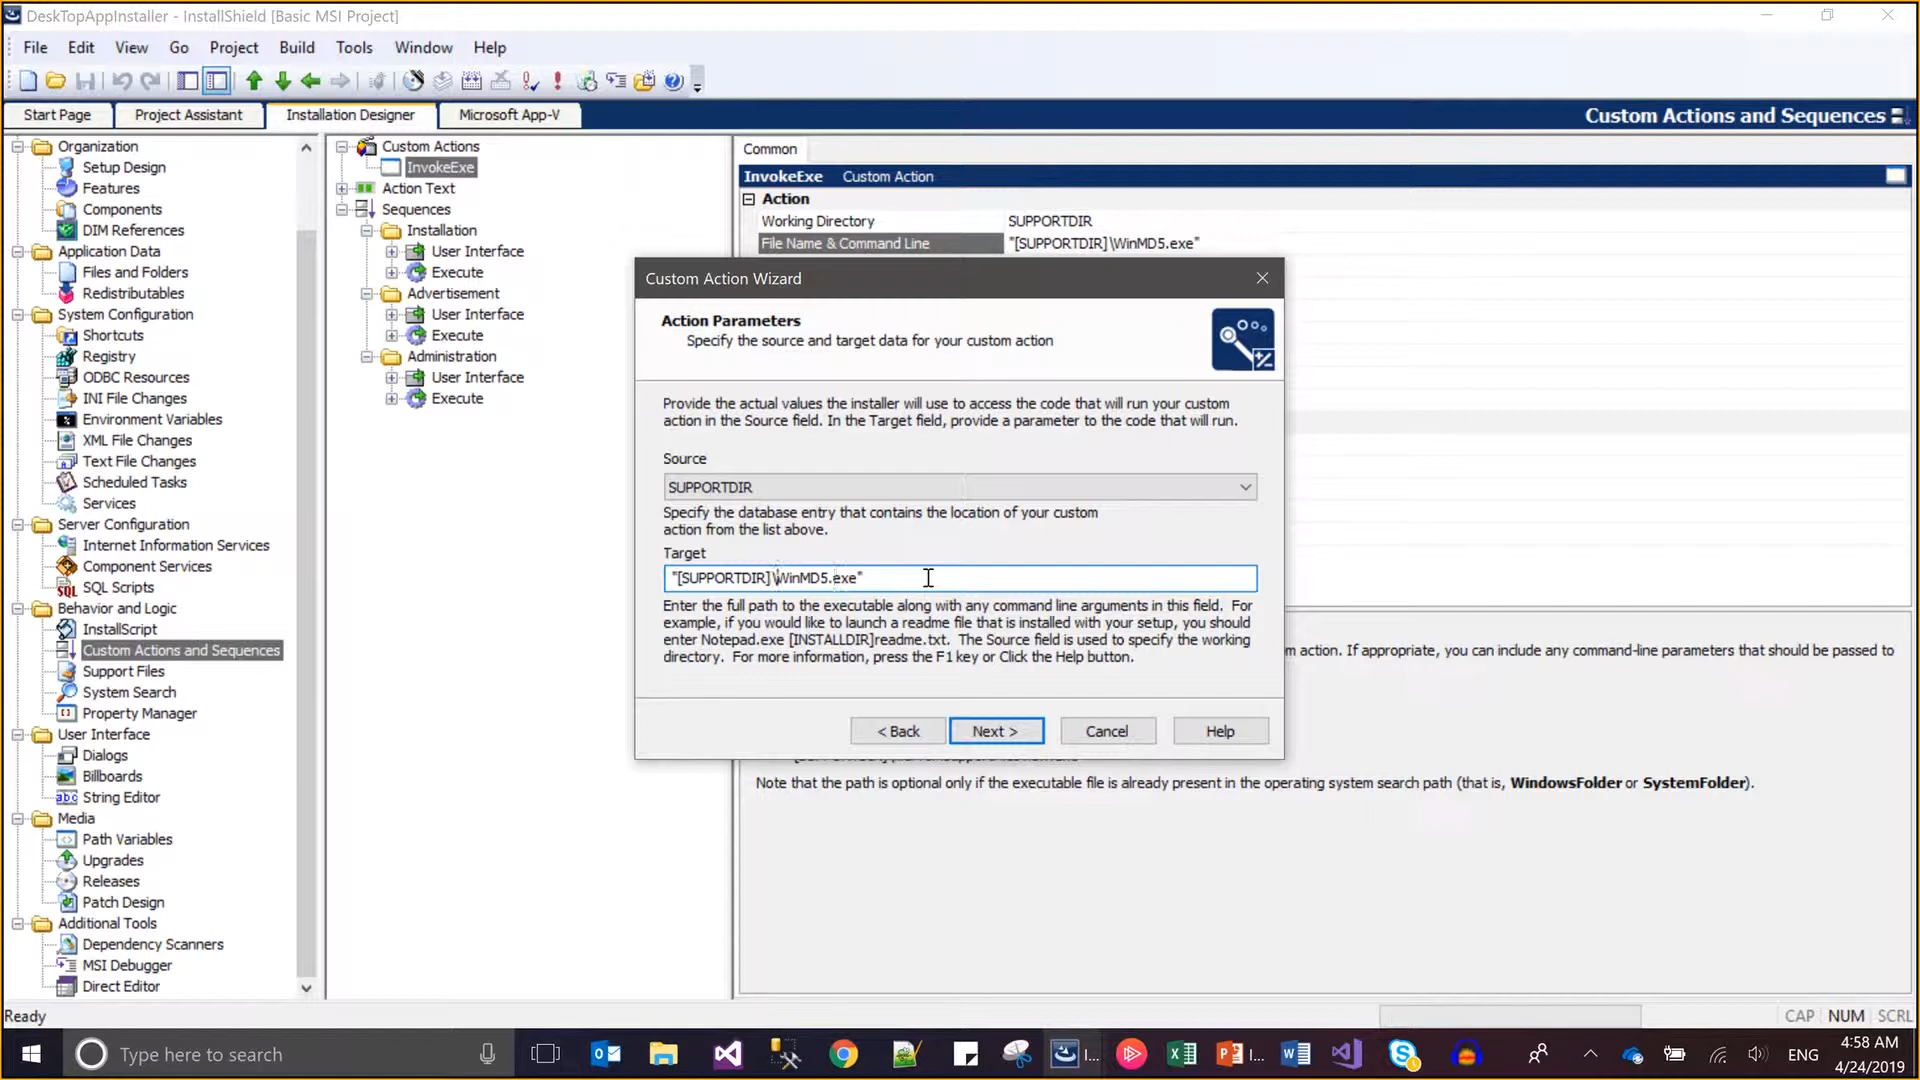 DeskTopAppInstaller - InstallShield [Basic MSI Project]
File Edit View Go Project Build Tools Window Help
Start Page Project Assistant Installation Designer Microsoft App-V Custom Actions and Sequences
Organization
Setup Design
Features
Components
DIM References
Application Data
Files and Folders
Redistributables
System Configuration
Shortcuts
Registry
ODBC Resources
INI File Changes
Environment Variables
XML File Changes
Text File Changes
Scheduled Tasks
Services
Server Configuration
Internet Information Services
Component Services
SQL Scripts
Behavior and Logic
InstallScript
Custom Actions and Sequences
Support Files
System Search
Property Manager
User Interface
Dialogs
Billboards
String Editor
Media
Path Variables
Upgrades
Releases
Patch Design
Additional Tools
Dependency Scanners
MSI Debugger
Direct Editor
Custom Actions
InvokeExe
Action Text
Sequences
Installation
User Interface
Execute
Advertisement
User Interface
Execute
Administration
User Interface
Execute
Common
InvokeExe Custom Action
Action
Working Directory SUPPORTDIR
File Name & Command Line "[SUPPORTDIR]\WinMD5.exe"
Custom Action Wizard
Action Parameters
Specify the source and target data for your custom action
Provide the actual values the installer will use to access the code that will run your custom
action in the Source field. In the Target field, provide a parameter to the code that will run.
Source
SUPPORTDIR
Specify the database entry that contains the location of your custom
action from the list above.
Target
"[SUPPORTDIR]\WinMD5.exe"
Enter the full path to the executable along with any command line arguments in this field. For
example, if you would like to launch a readme file that is installed with your setup, you should
enter Notepad.exe [INSTALLDIR]readme.txt. The Source field is used to specify the working
directory. For more information, press the F1 key or Click the Help button.
< Back Next > Cancel Help
m action. If appropriate, you can include any command-line parameters that should be passed to
Note that the path is optional only if the executable file is already present in the operating system search path (that is, WindowsFolder or SystemFolder).
Ready
CAP NUM SCRL
Type here to search
I... I...
ENG
4:58 AM
4/24/2019